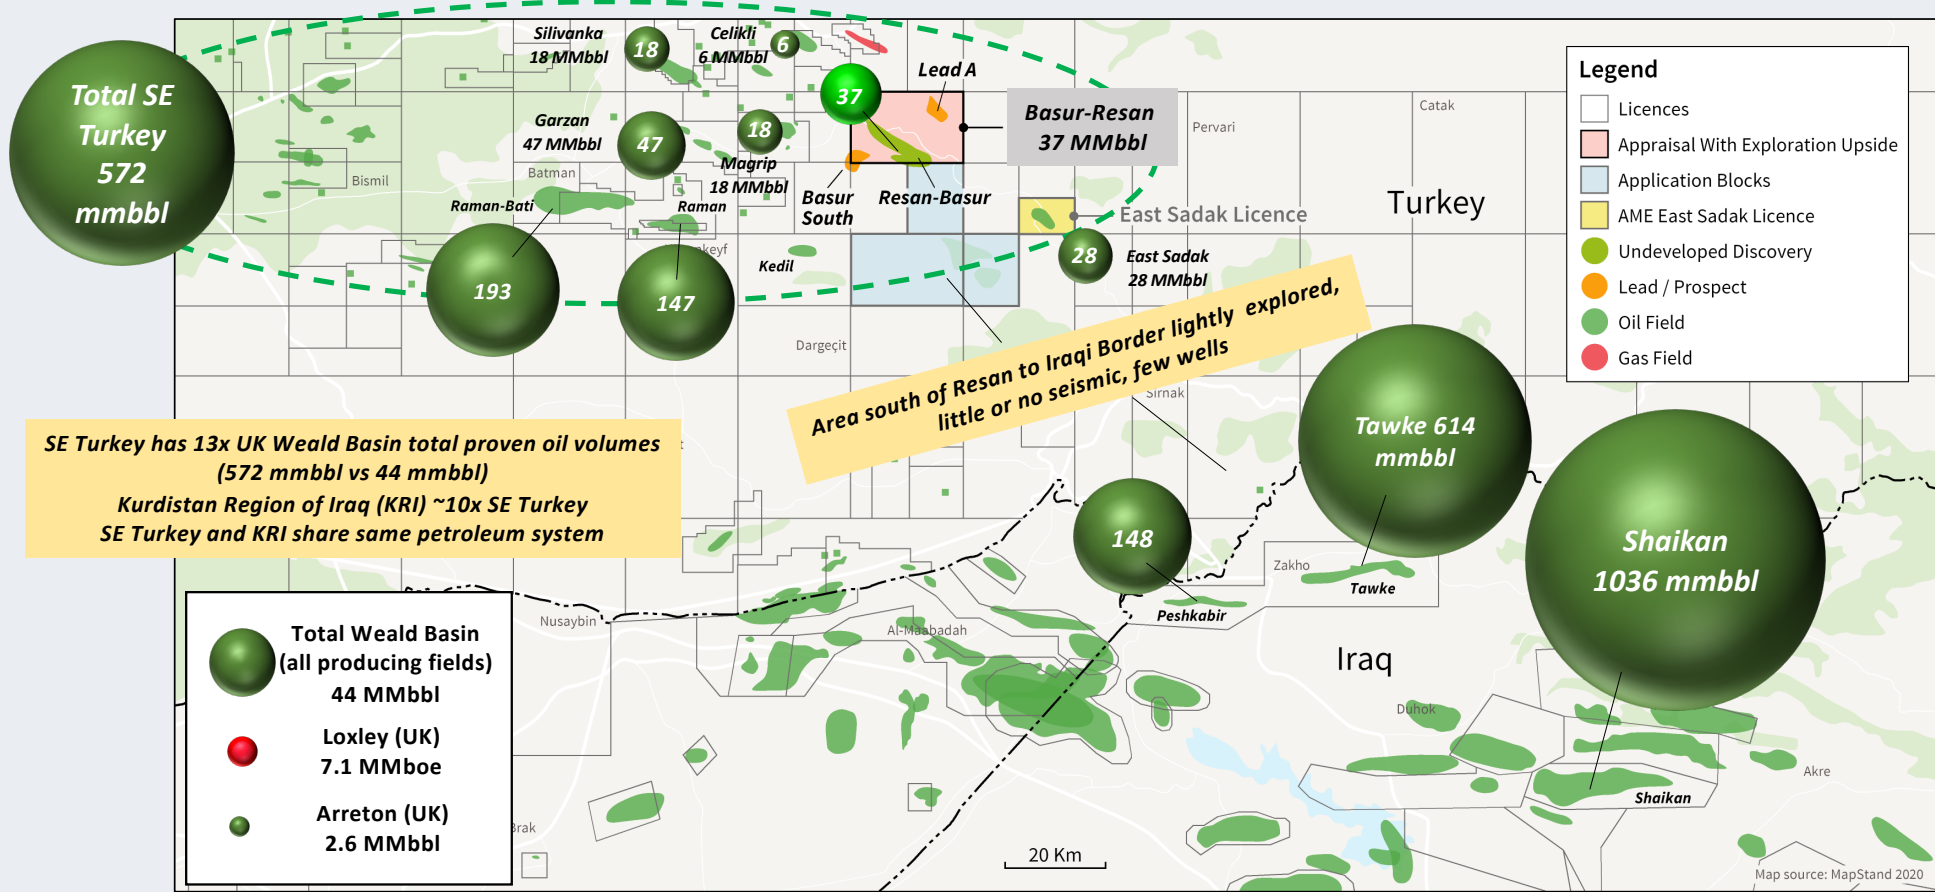 Total SE
Turkey
572
mmbbl
Silivanka
18 MMbbl
18
Celikli
6 MMbbl
6
37
Lead A
Basur-Resan
37 MMbbl
Garzan
47 MMbbl
47
18
Magrip
18 MMbbl
Bismil
Batman
Raman-Bati
Raman
Basur
South
Resan-Basur
East Sadak Licence
Pervari
Catak
Turkey
193
147
keyf
Kedil
28
East Sadak
28 MMbbl
Dargeçit
Area south of Resan to Iraqi Border lightly explored,
little or no seismic, few wells
Sirnak
Legend
Licences
Appraisal With Exploration Upside
Application Blocks
AME East Sadak Licence
Undeveloped Discovery
Lead / Prospect
Oil Field
Gas Field
SE Turkey has 13x UK Weald Basin total proven oil volumes
(572 mmbbl vs 44 mmbbl)
Kurdistan Region of Iraq (KRI) ~10x SE Turkey
SE Turkey and KRI share same petroleum system
Tawke 614
mmbbl
148
Shaikan
1036 mmbbl
Zakho
Tawke
Peshkabir
Nusaybin
Al-Maabadah
Iraq
Duhok
Akre
Shaikan
Total Weald Basin
(all producing fields)
44 MMbbl
Loxley (UK)
7.1 MMboe
Arreton (UK)
2.6 MMbbl
Brak
20 Km
Map source: MapStand 2020